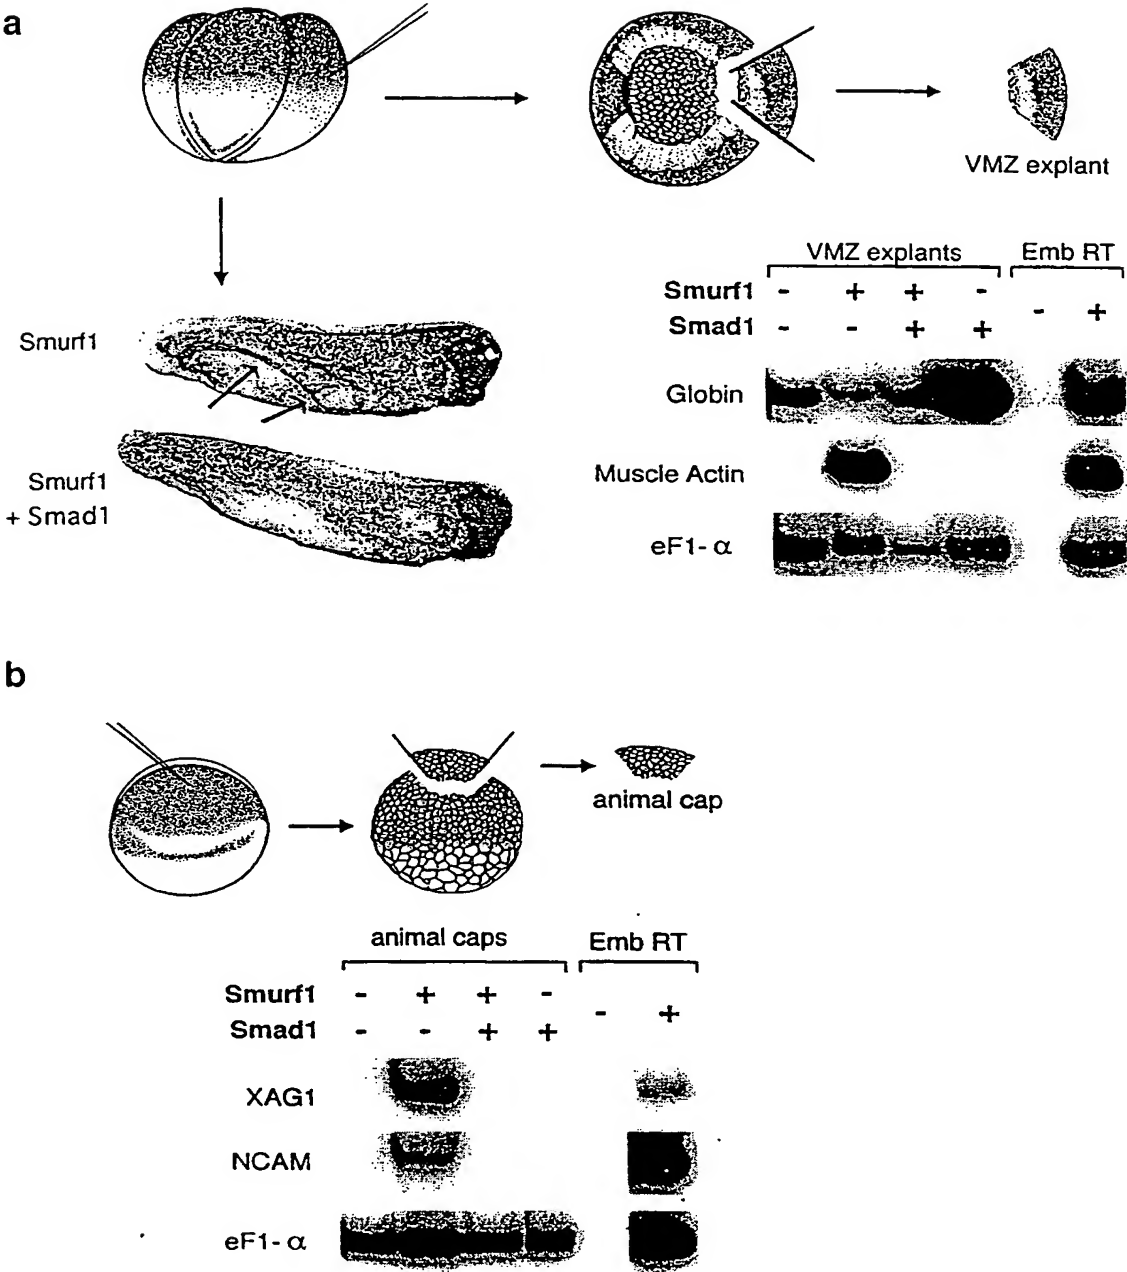 a
VMZ explant
VMZ explants Emb RT
Smurf1 - + + - - +
Smad1 - - + +
Smurf1
Globin
Muscle Actin
Smurf1
+ Smad1
eF1- α
b
animal cap
animal caps Emb RT
Smurf1 - + + - - +
Smad1 - - + +
XAG1
NCAM
eF1- α